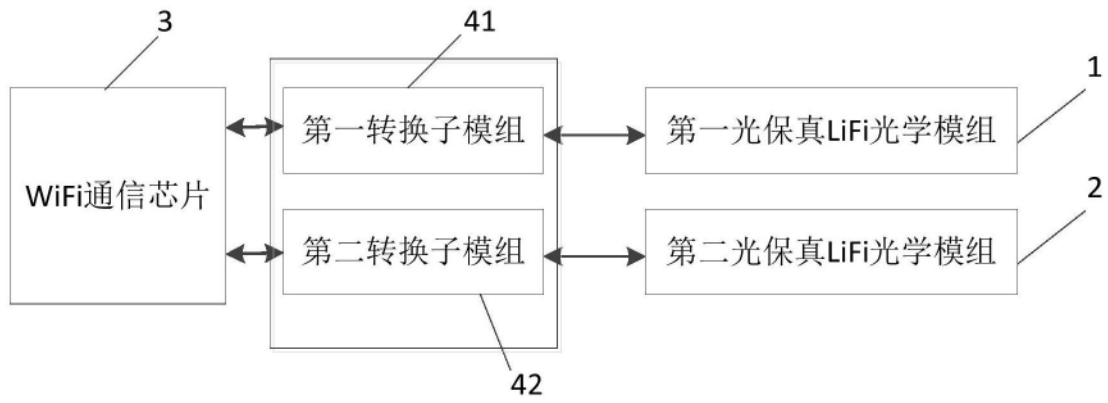 3
41
1
第一转换子模组
第一光保真LiFi光学模组
WiFi通信芯片
2
第二转换子模组
第二光保真LiFi光学模组
42